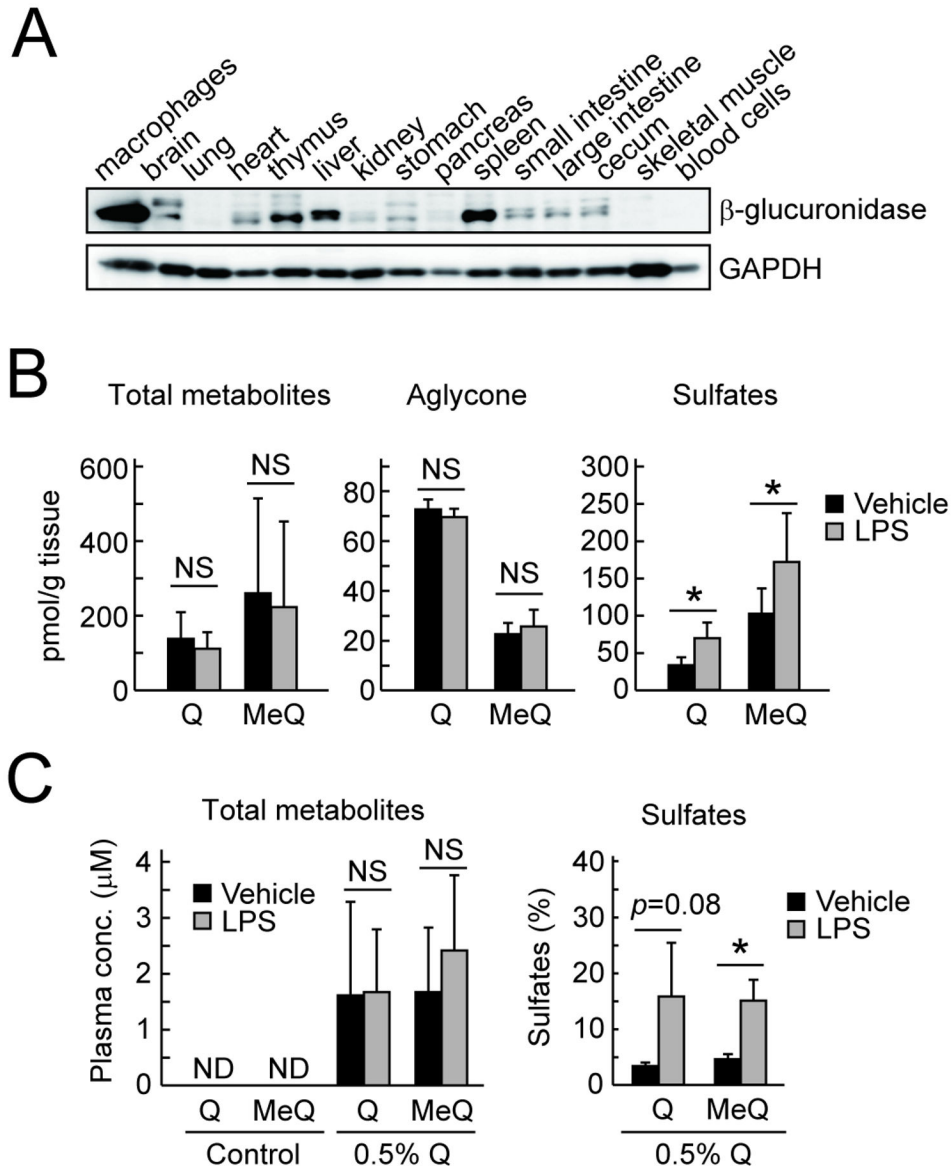 A
macrophages
brain
lung
heart
thymus
liver
kidney
stomach
pancreas
spleen
small intestine
large intestine
cecum
skeletal muscle
blood cells
β-glucuronidase
GAPDH
B
Total metabolites
Aglycone
Sulfates
pmol/g tissue
600
400
200
0
NS
NS
Q
MeQ
80
60
40
20
0
NS
NS
Q
MeQ
300
250
200
150
100
50
0
*
*
Q
MeQ
Vehicle
LPS
C
Total metabolites
Sulfates
Plasma conc. (μM)
4
3
2
1
0
Vehicle
LPS
NS
NS
ND
ND
Q
MeQ
Q
MeQ
Control
0.5% Q
Sulfates (%)
40
30
20
10
0
p=0.08
*
Vehicle
LPS
Q
MeQ
0.5% Q